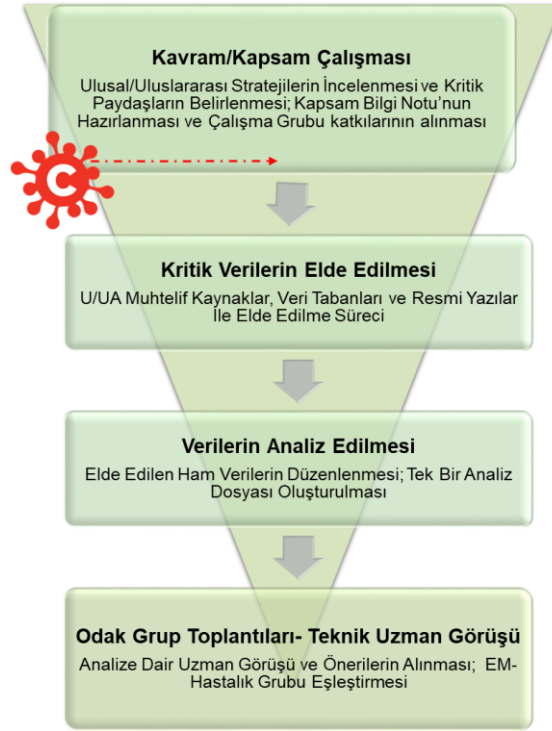 Kavram/Kapsam Çalışması
Ulusal/Uluslararası Stratejilerin İncelenmesi ve Kritik
Paydaşların Belirlenmesi; Kapsam Bilgi Notu’nun
Hazırlanması ve Çalışma Grubu katkılarının alınması
C
Kritik Verilerin Elde Edilmesi
U/UA Muhtelif Kaynaklar, Veri Tabanları ve Resmi Yazılar
İle Elde Edilme Süreci
Verilerin Analiz Edilmesi
Elde Edilen Ham Verilerin Düzenlenmesi; Tek Bir Analiz
Dosyası Oluşturulması
Odak Grup Toplantıları- Teknik Uzman Görüşü
Analize Dair Uzman Görüşü ve Önerilerin Alınması; EM-
Hastalık Grubu Eşleştirmesi